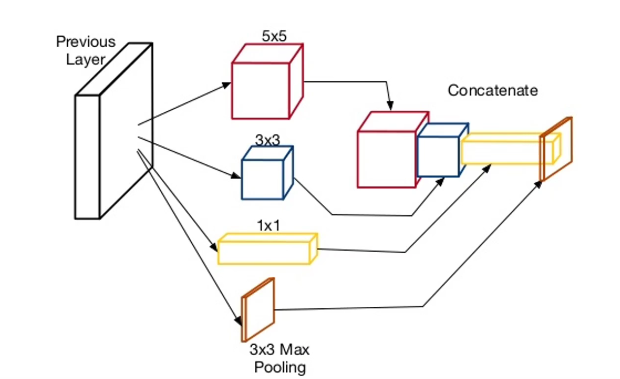 Previous
Layer
5x5
Concatenate
3x3
1x1
3x3 Max
Pooling